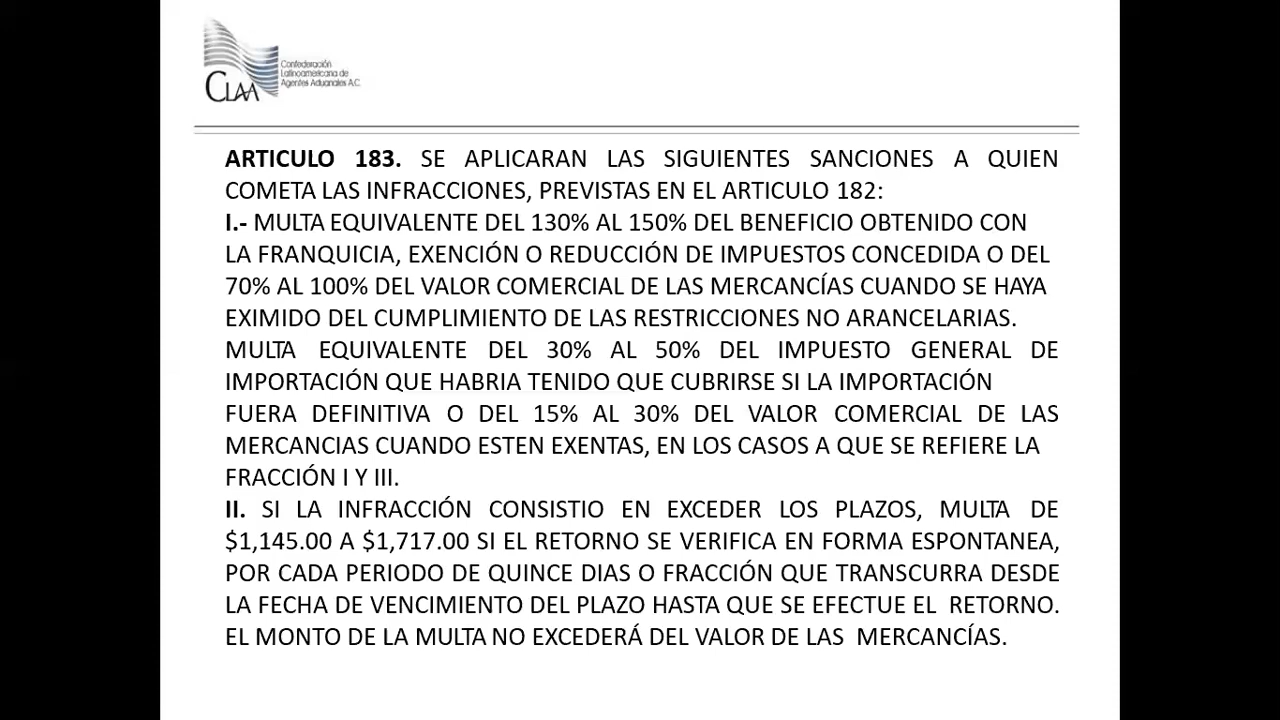 CLAA
Confederación
Latinoamericana de
Agentes Aduanales A.C.
ARTICULO 183. SE APLICARAN LAS SIGUIENTES SANCIONES A QUIEN
COMETA LAS INFRACCIONES, PREVISTAS EN EL ARTICULO 182:
I.- MULTA EQUIVALENTE DEL 130% AL 150% DEL BENEFICIO OBTENIDO CON
LA FRANQUICIA, EXENCIÓN O REDUCCIÓN DE IMPUESTOS CONCEDIDA O DEL
70% AL 100% DEL VALOR COMERCIAL DE LAS MERCANCÍAS CUANDO SE HAYA
EXIMIDO DEL CUMPLIMIENTO DE LAS RESTRICCIONES NO ARANCELARIAS.
MULTA EQUIVALENTE DEL 30% AL 50% DEL IMPUESTO GENERAL DE
IMPORTACIÓN QUE HABRIA TENIDO QUE CUBRIRSE SI LA IMPORTACIÓN
FUERA DEFINITIVA O DEL 15% AL 30% DEL VALOR COMERCIAL DE LAS
MERCANCIAS CUANDO ESTEN EXENTAS, EN LOS CASOS A QUE SE REFIERE LA
FRACCIÓN I Y III.
II. SI LA INFRACCIÓN CONSISTIO EN EXCEDER LOS PLAZOS, MULTA DE
$1,145.00 A $1,717.00 SI EL RETORNO SE VERIFICA EN FORMA ESPONTANEA,
POR CADA PERIODO DE QUINCE DIAS O FRACCIÓN QUE TRANSCURRA DESDE
LA FECHA DE VENCIMIENTO DEL PLAZO HASTA QUE SE EFECTUE EL RETORNO.
EL MONTO DE LA MULTA NO EXCEDERÁ DEL VALOR DE LAS MERCANCÍAS.